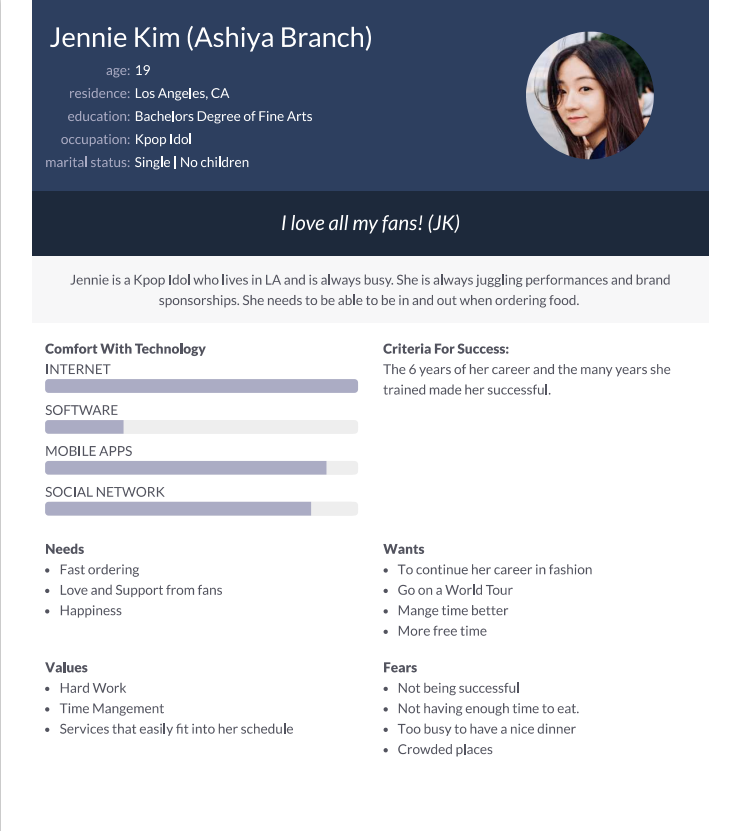 Jennie Kim (Ashiya Branch)
age: 19
residence: Los Angeles, CA
education: Bachelors Degree of Fine Arts
occupation: Kpop Idol
marital status: Single | No children
I love all my fans! (JK)
Jennie is a Kpop Idol who lives in LA and is always busy. She is always juggling performances and brand
sponsorships. She needs to be able to be in and out when ordering food.
Comfort With Technology
INTERNET
SOFTWARE
MOBILE APPS
SOCIAL NETWORK
Criteria For Success:
The 6 years of her career and the many years she
trained made her successful.
Needs
• Fast ordering
• Love and Support from fans
• Happiness
Wants
• To continue her career in fashion
• Go on a World Tour
• Mange time better
• More free time
Values
• Hard Work
• Time Mangement
• Services that easily fit into her schedule
Fears
• Not being successful
• Not having enough time to eat.
• Too busy to have a nice dinner
• Crowded places